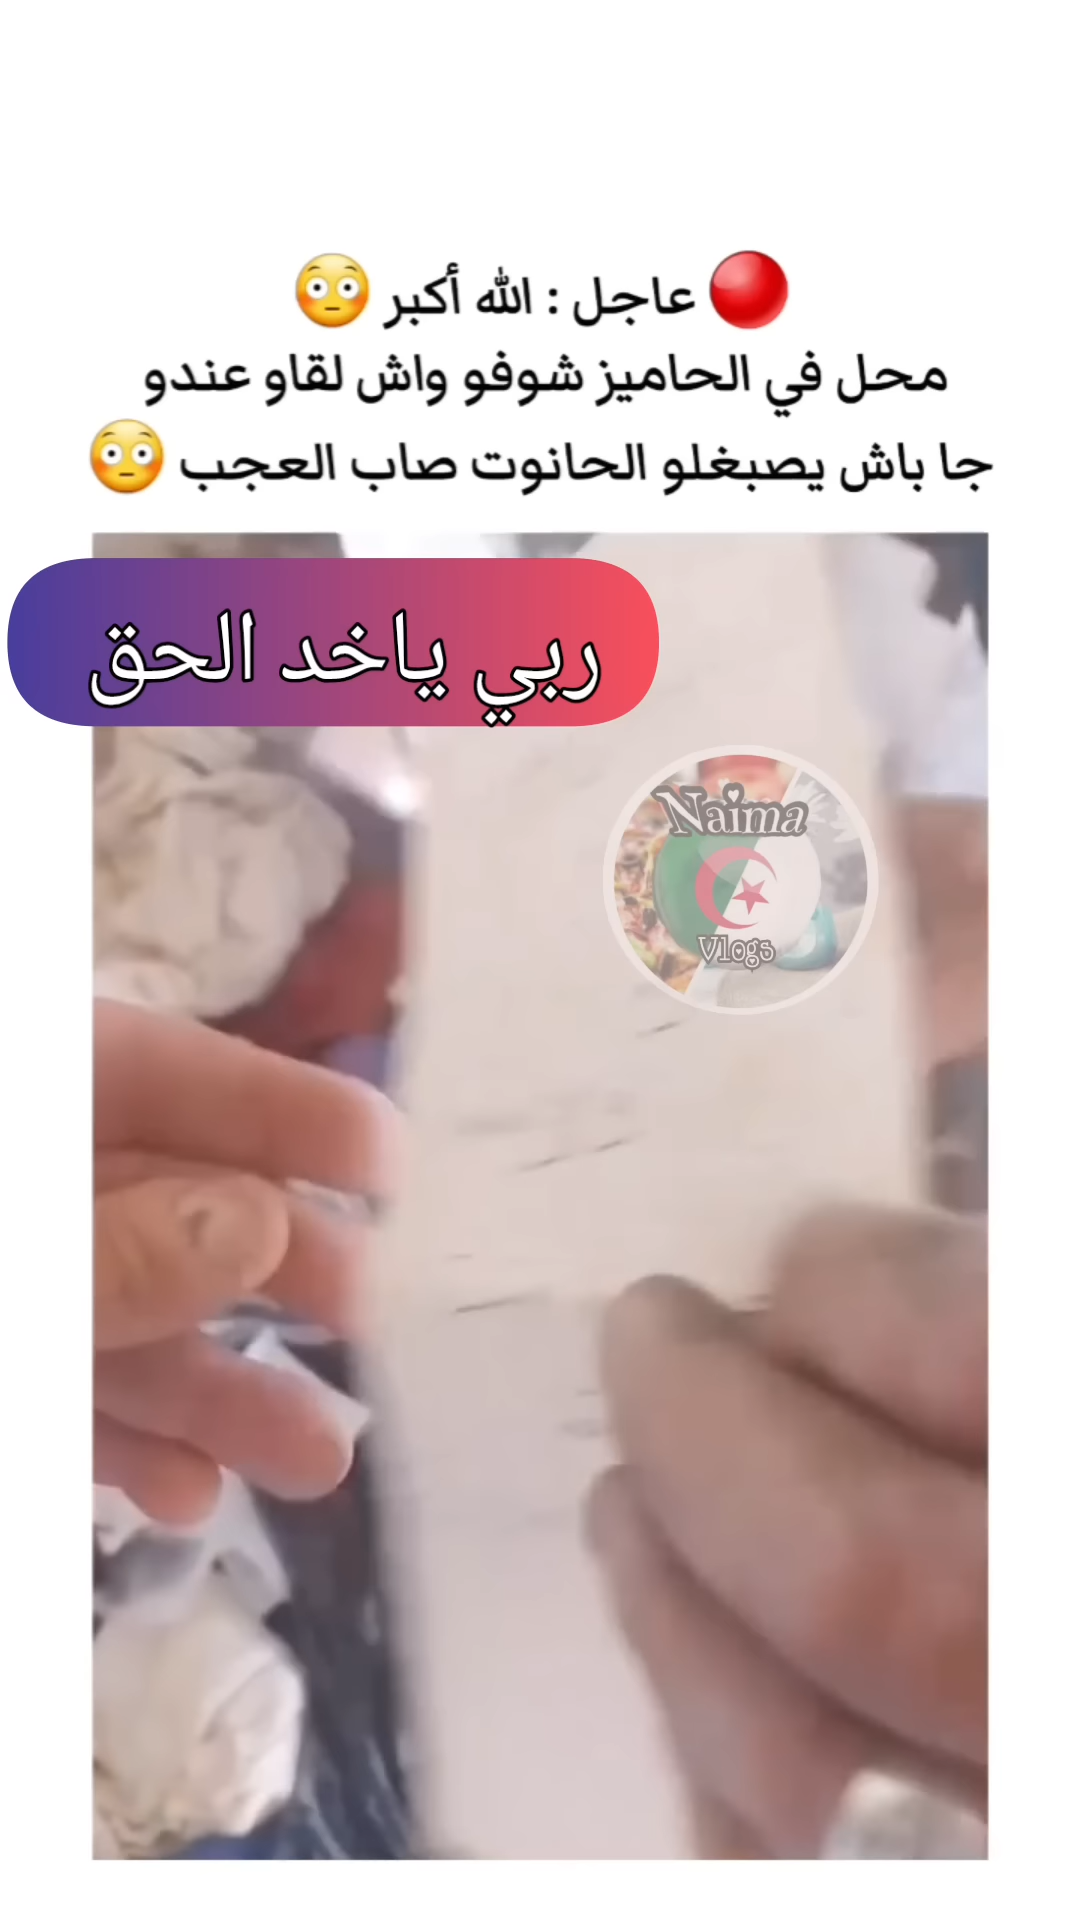 🔴 عاجل : الله أكبر 😳
محل في الحاميز شوفو واش لقاو عندو
جا باش يصبغلو الحانوت صاب العجب 😳
ربي ياخد الحق
Naima
Vlogs